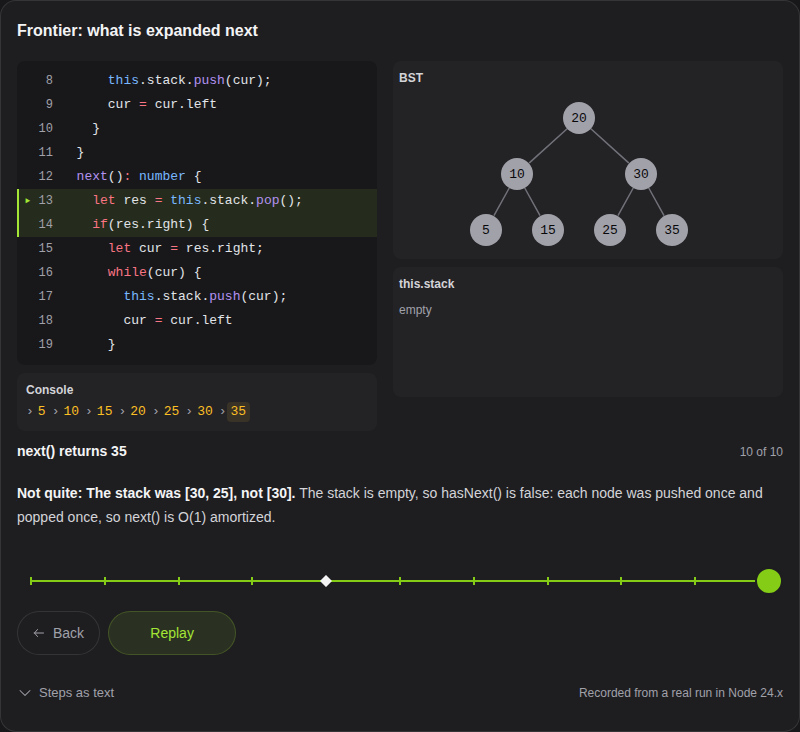 Frontier: what is expanded next
8 this.stack.push(cur);
9 cur = cur.left
10 }
11 }
12 next(): number {
▸ 13 let res = this.stack.pop();
14 if(res.right) {
15 let cur = res.right;
16 while(cur) {
17 this.stack.push(cur);
18 cur = cur.left
19 }
Console
› 5 › 10 › 15 › 20 › 25 › 30 › 35
BST
20
10 30
5 15 25 35
this.stack
empty
next() returns 35
10 of 10
Not quite: The stack was [30, 25], not [30]. The stack is empty, so hasNext() is false: each node was pushed once and
popped once, so next() is O(1) amortized.
← Back
Replay
Steps as text
Recorded from a real run in Node 24.x